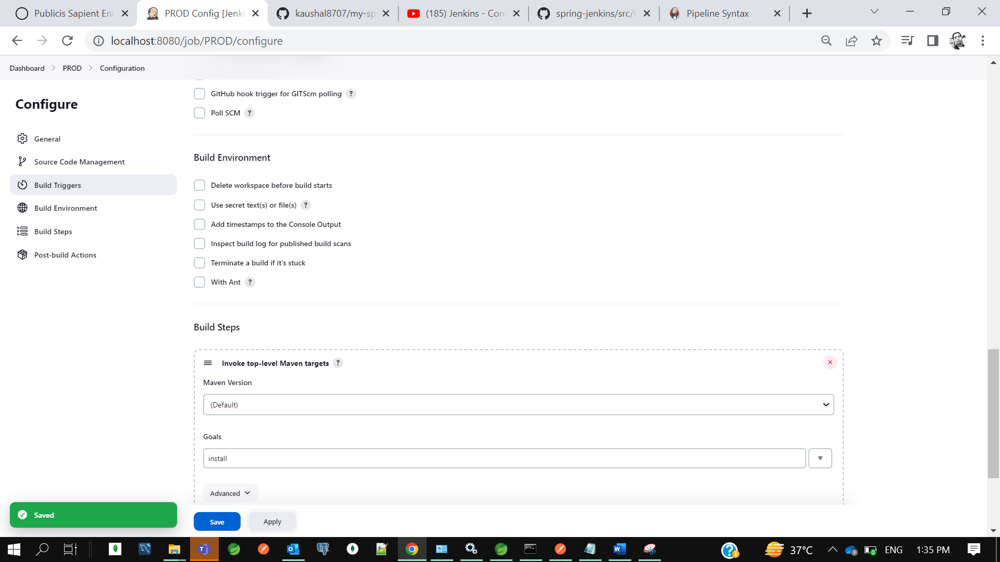 Publicis Sapient Enr
PROD Config [Jenki
kaushal8707/my-sp
(185) Jenkins - Conf
spring-jenkins/src/t
Pipeline Syntax
localhost:8080/job/PROD/configure
Dashboard
PROD
Configuration
Configure
General
Source Code Management
Build Triggers
Build Environment
Build Steps
Post-build Actions
GitHub hook trigger for GITScm polling ?
Poll SCM ?
Build Environment
Delete workspace before build starts
Use secret text(s) or file(s) ?
Add timestamps to the Console Output
Inspect build log for published build scans
Terminate a build if it's stuck
With Ant ?
Build Steps
Invoke top-level Maven targets ?
Maven Version
(Default)
Goals
install
Advanced
Saved
Save
Apply
37°C
ENG
1:35 PM